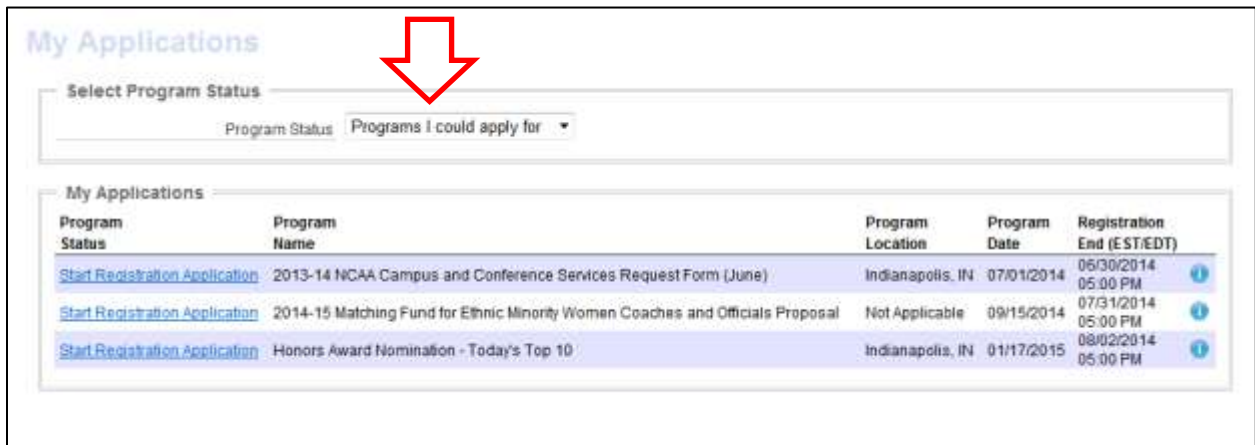 My Applications
Select Program Status
Program Status Programs I could apply for
My Applications
Program Program Program Program Registration
Status Name Location Date End (EST/EDT)
Start Registration Application 2013-14 NCAA Campus and Conference Services Request Form (June) Indianapolis, IN 07/01/2014 06/30/2014 05:00 PM
Start Registration Application 2014-15 Matching Fund for Ethnic Minority Women Coaches and Officials Proposal Not Applicable 09/15/2014 07/31/2014 05:00 PM
Start Registration Application Honors Award Nomination - Today's Top 10 Indianapolis, IN 01/17/2015 08/02/2014 05:00 PM